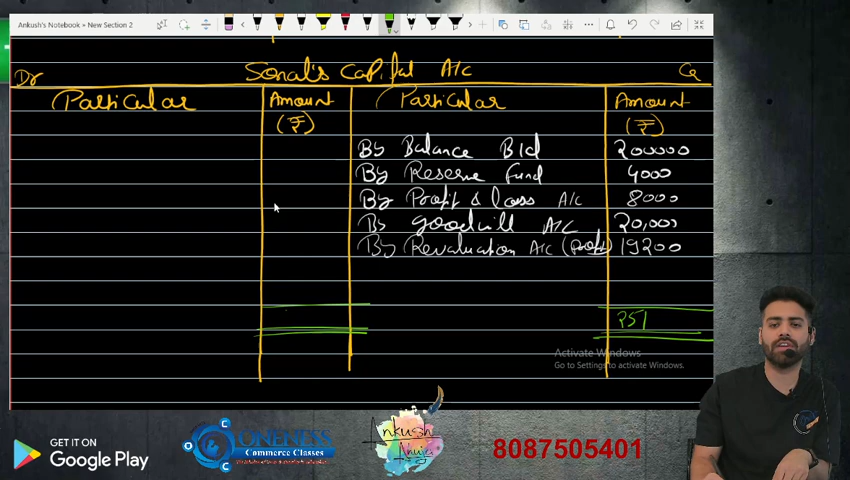 Ankush's Notebook » New Section 2
Dr Sonal's Capital A/c Cr
Particular Amount (₹) Particular Amount (₹)
By Balance B/d 200000
By Reserve Fund 4000
By Profit & loss A/c 8000
By goodwill A/c 20,000
By Revaluation A/c (Profit) 19200
251
Activate Windows
Go to Settings to activate Windows.
GET IT ON
Google Play
ONENESS
Commerce Classes
Ankush
Ahuja
8087505401